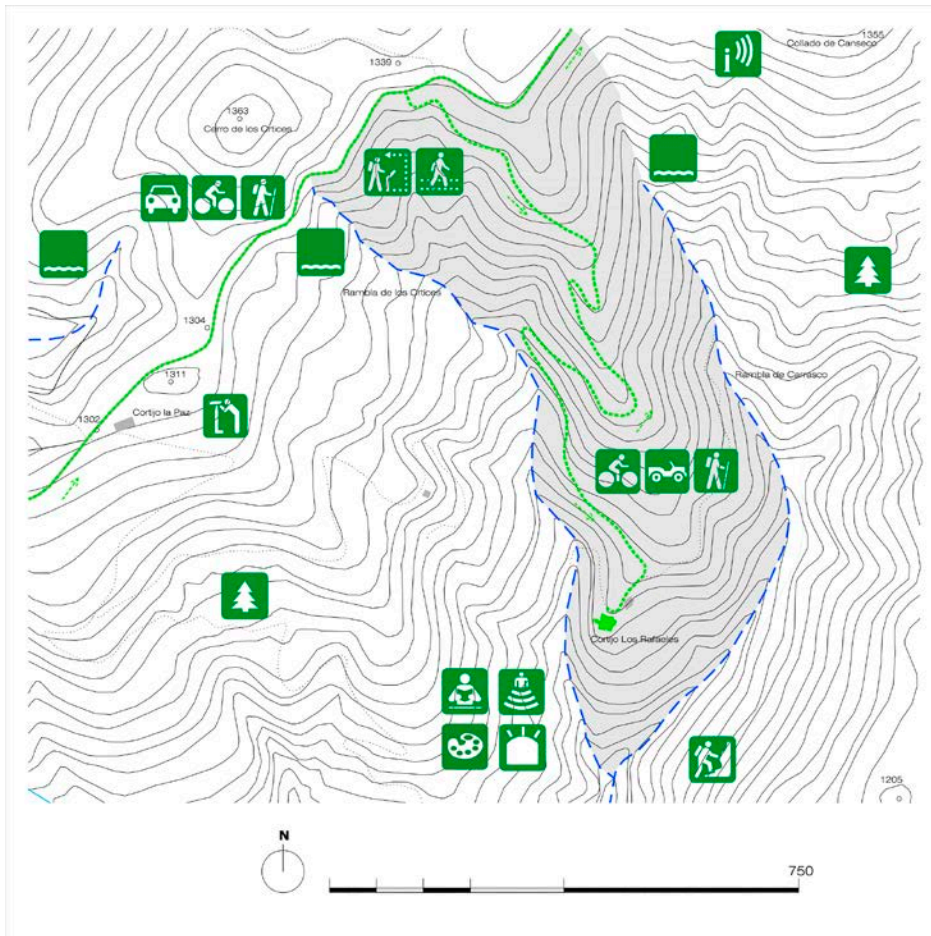 1355
Collado de Canseco
1339
1363
Cerro de los Ortices
Rambla de los Ortices
1304
Rambla de Carrasco
1311
Cortijo la Paz
1302
Cortijo Los Rafaeles
1205
N
750